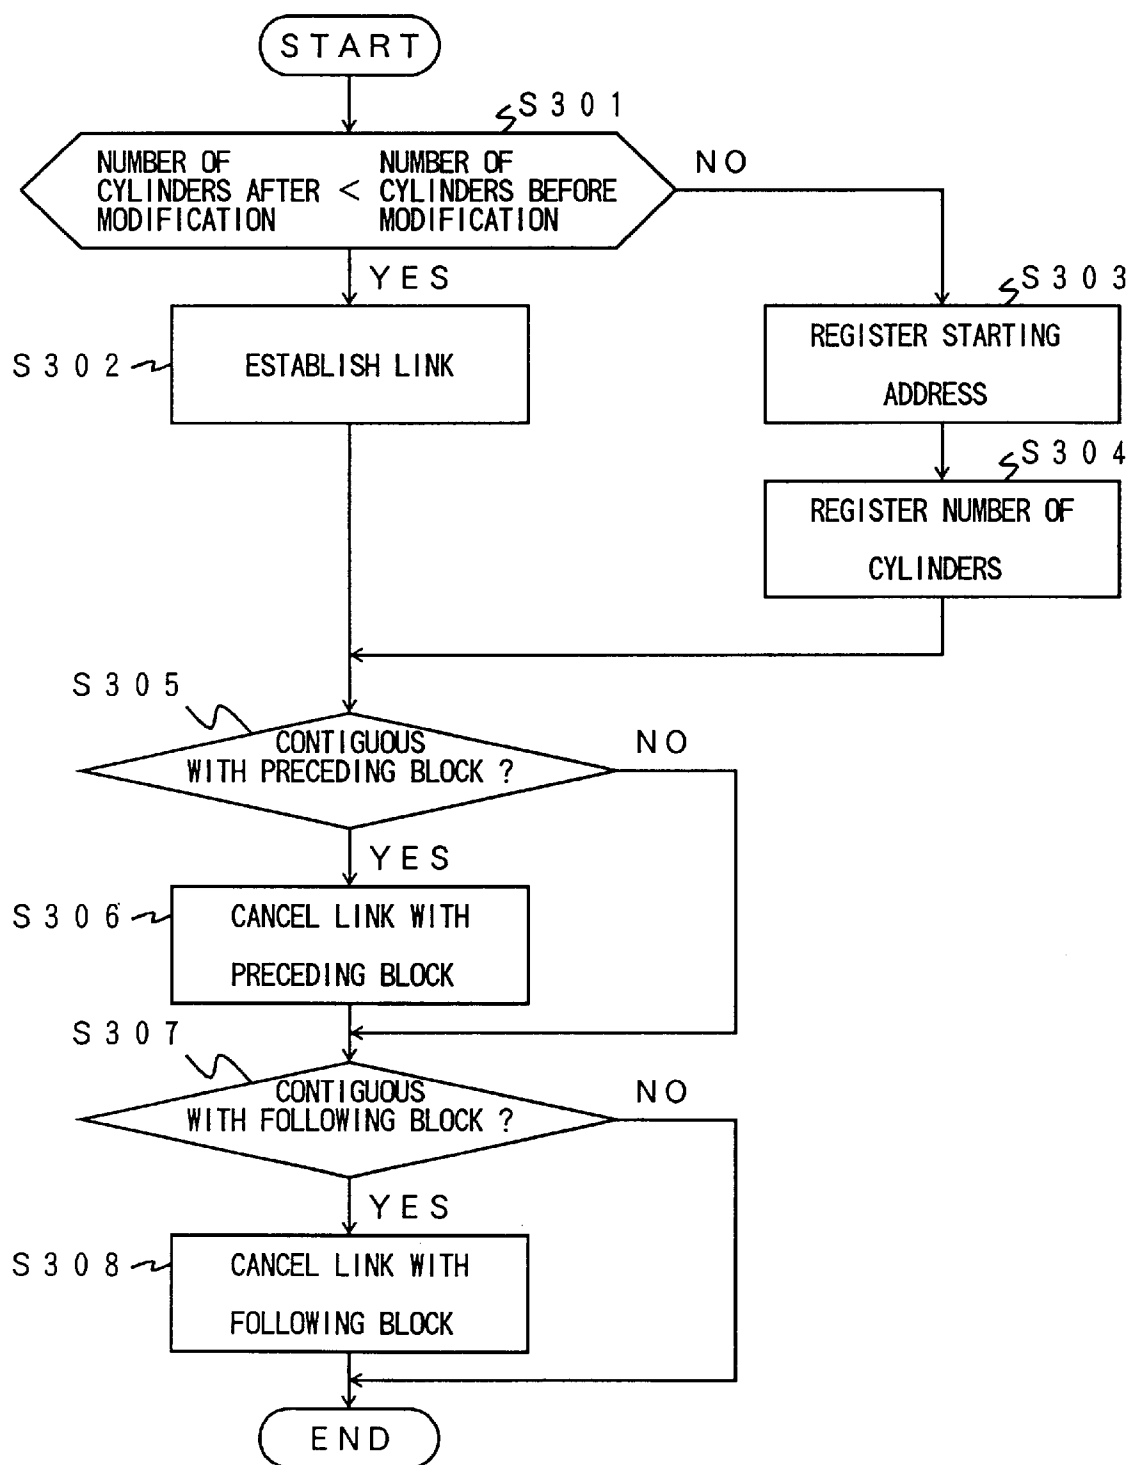 START
S301
NUMBER OF
CYLINDERS AFTER
MODIFICATION
<
NUMBER OF
CYLINDERS BEFORE
MODIFICATION
NO
YES
S302
ESTABLISH LINK
S303
REGISTER STARTING
ADDRESS
S304
REGISTER NUMBER OF
CYLINDERS
S305
CONTIGUOUS
WITH PRECEDING BLOCK ?
NO
YES
S306
CANCEL LINK WITH
PRECEDING BLOCK
S307
CONTIGUOUS
WITH FOLLOWING BLOCK ?
NO
YES
S308
CANCEL LINK WITH
FOLLOWING BLOCK
END